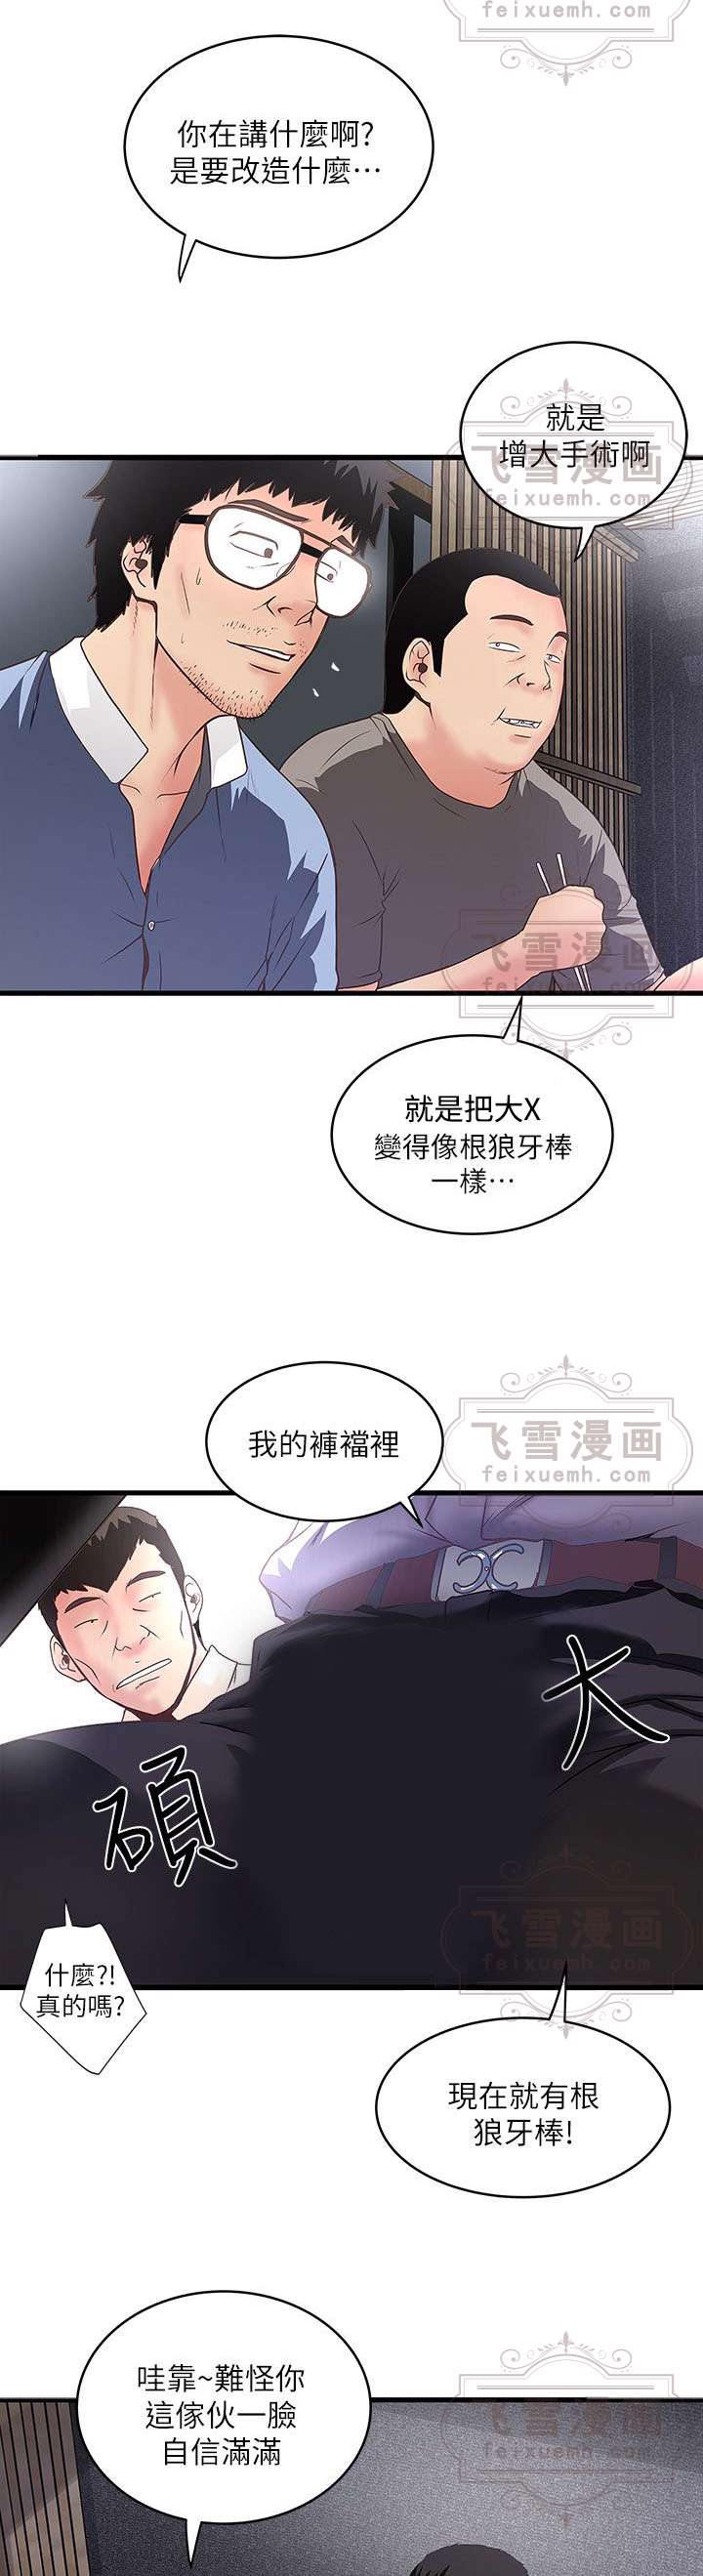 feixuemh.com
你在講什麼啊?
是要改造什麼⋯
就是
增大手術啊
飞雪漫画
feixuemh.com
飞雪漫画
feixuemh.com
就是把大X
變得像根狼牙棒
一樣⋯
我的褲襠裡
飞雪漫画
feixuemh.com
大
碩
飞雪漫画
feixuemh.com
什麼?!
真的嗎?
現在就有根
狼牙棒!
哇靠~難怪你
這傢伙一臉
自信滿滿
飞雪漫画
feixuemh.com